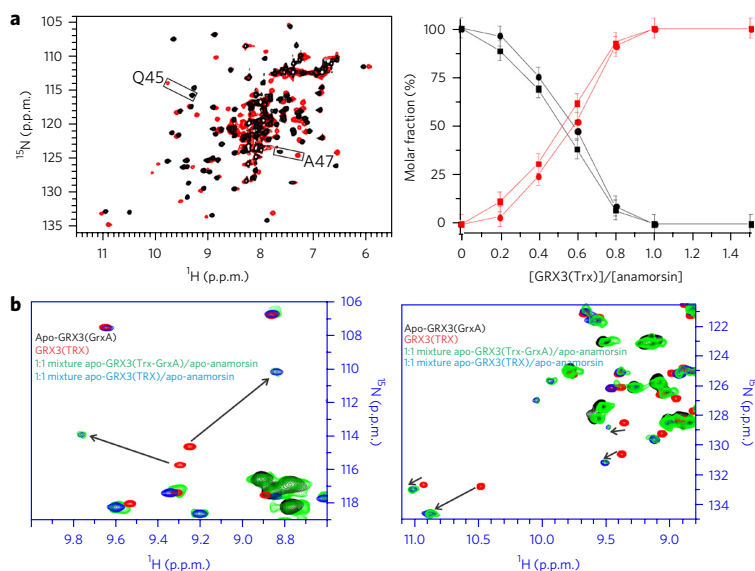 a
105
110
115
120
125
130
135
¹⁵N (p.p.m.)
Q45
A47
11
10
9
8
7
6
¹H (p.p.m.)
100
75
50
25
0
Molar fraction (%)
0
0.2
0.4
0.6
0.8
1.0
1.2
1.4
[GRX3(Trx)]/[anamorsin]
b
Apo-GRX3(GrxA)
GRX3(TRX)
1:1 mixture apo-GRX3(Trx-GrxA)/apo-anamorsin
1:1 mixture apo-GRX3(TRX)/apo-anamorsin
106
108
110
112
114
116
118
¹⁵N (p.p.m.)
9.8
9.6
9.4
9.2
9.0
8.8
¹H (p.p.m.)
Apo-GRX3(GrxA)
GRX3(TRX)
1:1 mixture apo-GRX3(Trx-GrxA)/apo-anamorsin
1:1 mixture apo-GRX3(TRX)/apo-anamorsin
122
124
126
128
130
132
134
¹⁵N (p.p.m.)
11.0
10.5
10.0
9.5
9.0
¹H (p.p.m.)